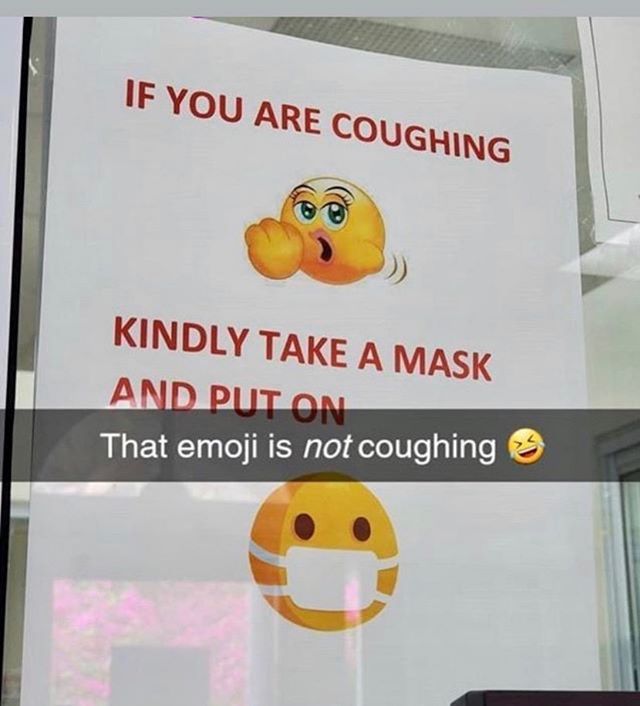 IF YOU ARE COUGHING
KINDLY TAKE A MASK
AND PUT ON
That emoji is not coughing 🤣